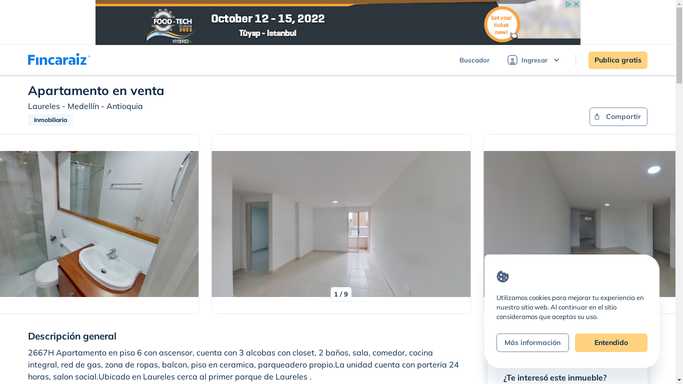 FOOD-TECH
October 12 - 15, 2022
Tüyap - Istanbul
Get your
ticket
now!
Fincaraiz
Buscador
Ingresar
Publica gratis
Apartamento en venta
Laureles - Medellín - Antioquia
Inmobiliaria
Compartir
1 / 9
Utilizamos cookies para mejorar tu experiencia en
nuestro sitio web. Al continuar en el sitio
consideramos que aceptas su uso.
Más información
Entendido
Descripción general
2667H Apartamento en piso 6 con ascensor, cuenta con 3 alcobas con closet, 2 baños, sala, comedor, cocina
integral, red de gas, zona de ropas, balcon, piso en ceramica, parqueadero propio.La unidad cuenta con porteria 24
horas, salon social.Ubicado en Laureles cerca al primer parque de Laureles .
¿Te interesó este inmueble?